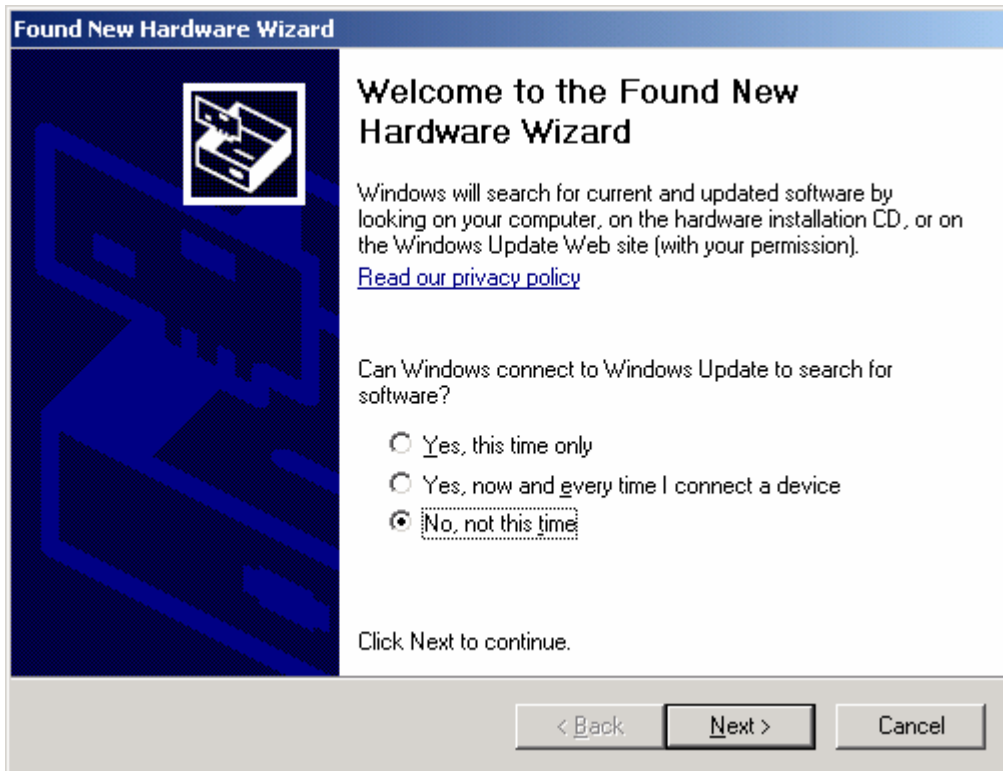 Found New Hardware Wizard
Welcome to the Found New
Hardware Wizard
Windows will search for current and updated software by
looking on your computer, on the hardware installation CD, or on
the Windows Update Web site (with your permission).
Read our privacy policy
Can Windows connect to Windows Update to search for
software?
Yes, this time only
Yes, now and every time I connect a device
No, not this time
Click Next to continue.
< Back Next > Cancel